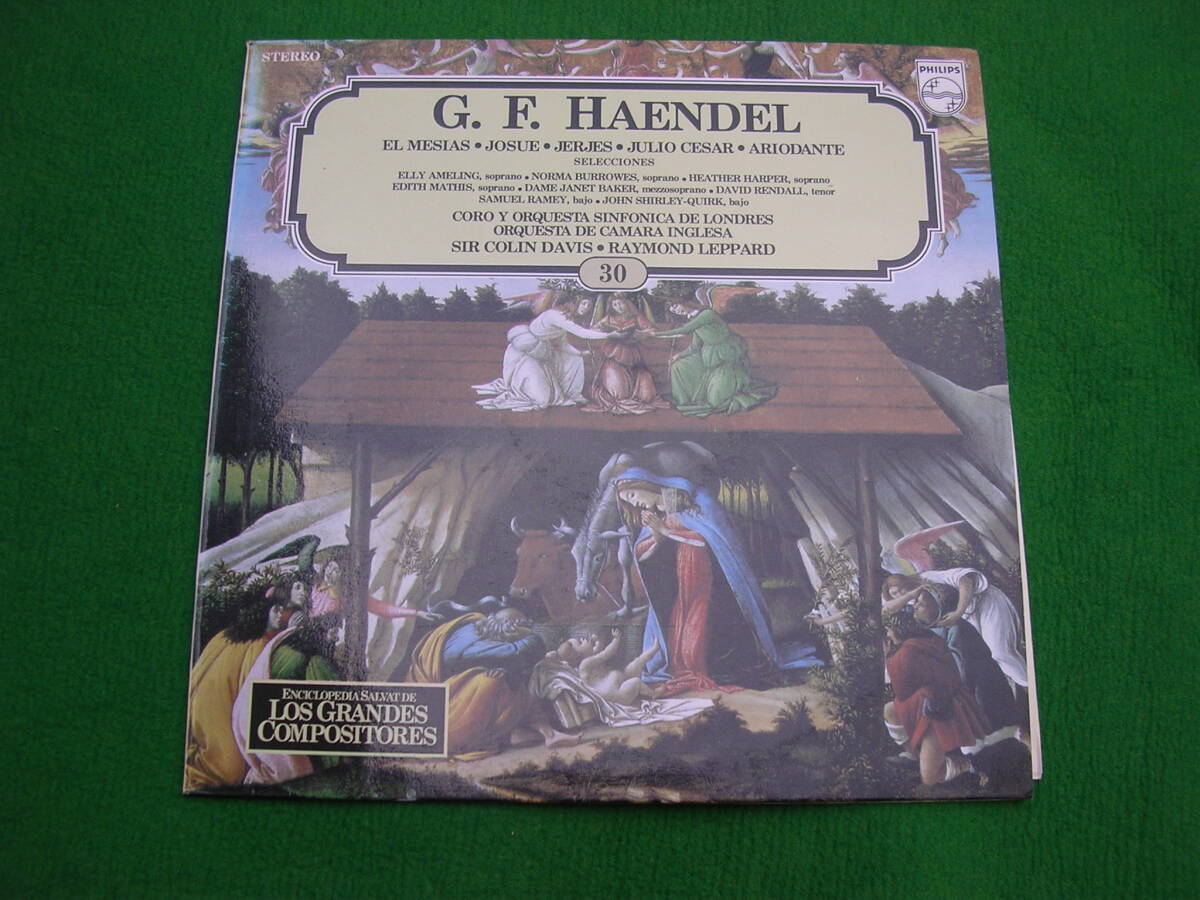 STEREO
PHILIPS
G. F. HAENDEL
EL MESIAS • JOSUE • JERJES • JULIO CESAR • ARIODANTE
SELECCIONES
ELLY AMELING, soprano • NORMA BURROWES, soprano • HEATHER HARPER, soprano
EDITH MATHIS, soprano • DAME JANET BAKER, mezzosoprano • DAVID RENDALL, tenor
SAMUEL RAMEY, bajo • JOHN SHIRLEY-QUIRK, bajo
CORO Y ORQUESTA SINFONICA DE LONDRES
ORQUESTA DE CAMARA INGLESA
SIR COLIN DAVIS • RAYMOND LEPPARD
30
ENCICLOPEDIA SALVAT DE
LOS GRANDES
COMPOSITORES